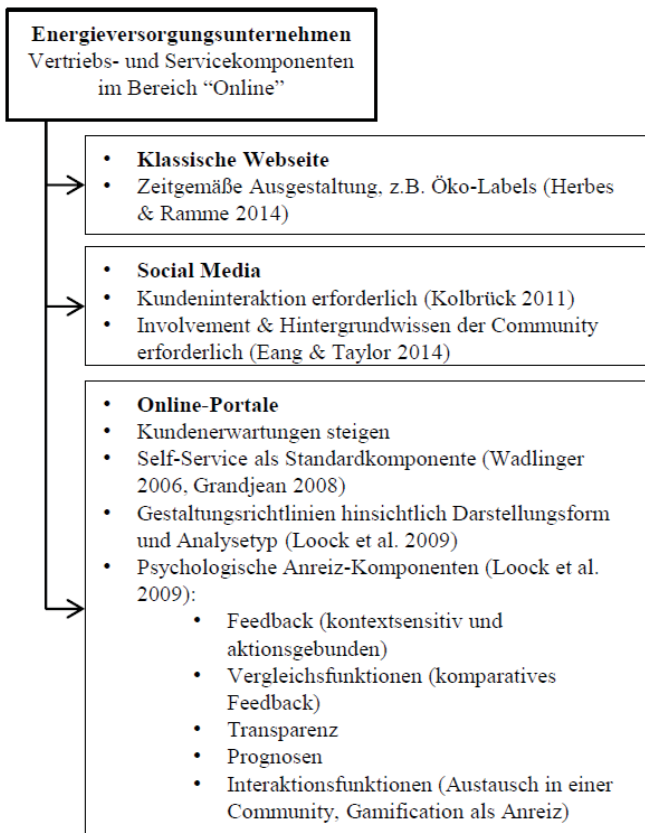 Energieversorgungsunternehmen
Vertriebs- und Servicekomponenten
im Bereich “Online”
• Klassische Webseite
• Zeitgemäße Ausgestaltung, z.B. Öko-Labels (Herbes
& Ramme 2014)
• Social Media
• Kundeninteraktion erforderlich (Kolbrück 2011)
• Involvement & Hintergrundwissen der Community
erforderlich (Eang & Taylor 2014)
• Online-Portale
• Kundenerwartungen steigen
• Self-Service als Standardkomponente (Wadlinger
2006, Grandjean 2008)
• Gestaltungsrichtlinien hinsichtlich Darstellungsform
und Analysetyp (Loock et al. 2009)
• Psychologische Anreiz-Komponenten (Loock et al.
2009):
• Feedback (kontextsensitiv und
aktionsgebunden)
• Vergleichsfunktionen (komparatives
Feedback)
• Transparenz
• Prognosen
• Interaktionsfunktionen (Austausch in einer
Community, Gamification als Anreiz)